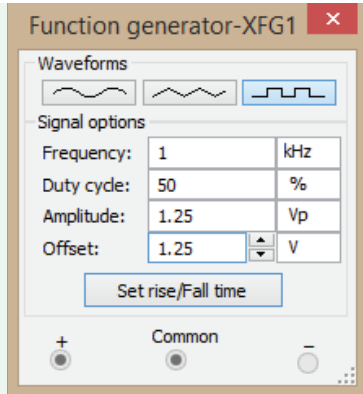 Function generator-XFG1
Waveforms
Signal options
Frequency: 1 kHz
Duty cycle: 50 %
Amplitude: 1.25 Vp
Offset: 1.25 V
Set rise/Fall time
+ Common −